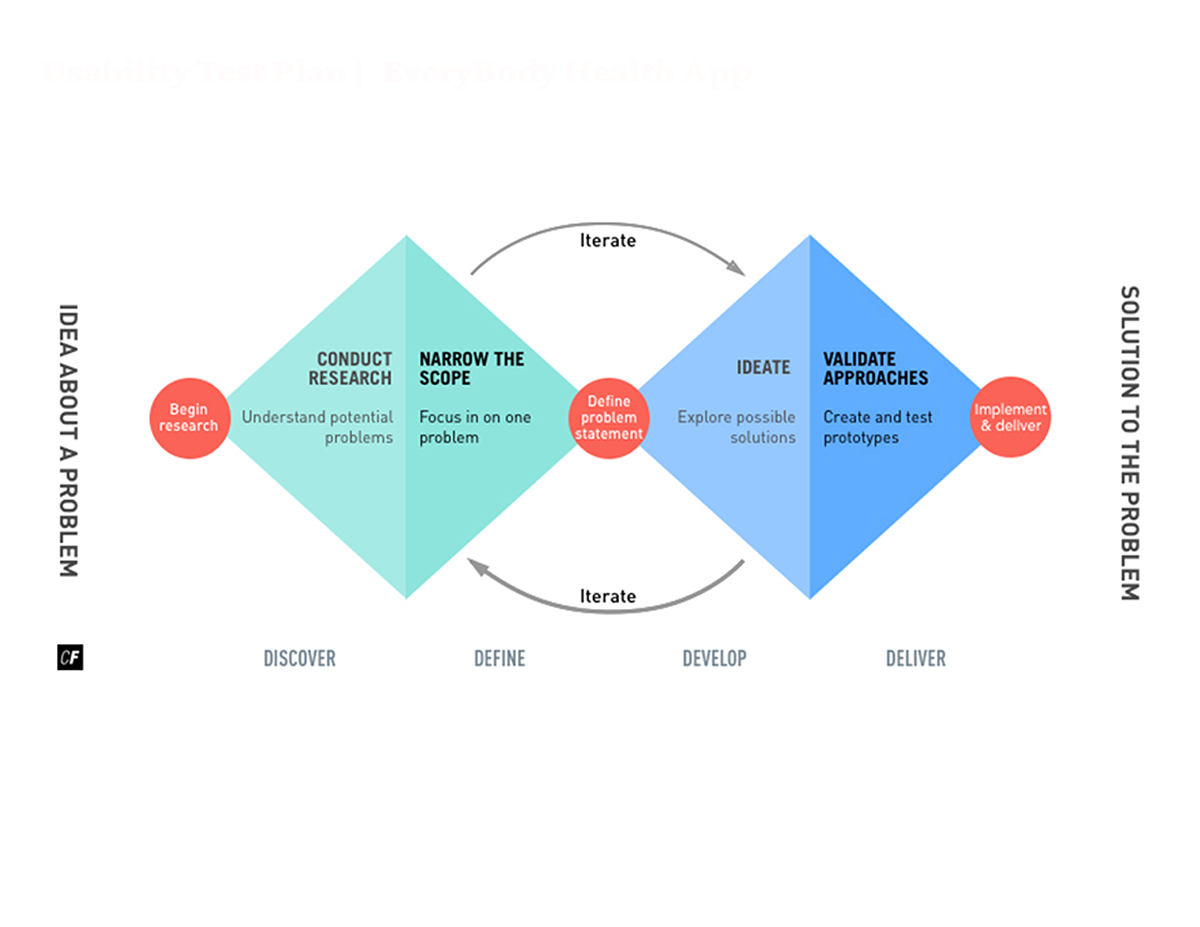 Usability Test Plan | EveryBody Health App
Iterate
IDEA ABOUT A PROBLEM
SOLUTION TO THE PROBLEM
CONDUCT
RESEARCH
Understand potential
problems
NARROW THE
SCOPE
Focus in on one
problem
IDEATE
Explore possible
solutions
VALIDATE
APPROACHES
Create and test
prototypes
Begin
research
Define
problem
statement
Implement
& deliver
Iterate
CF
DISCOVER
DEFINE
DEVELOP
DELIVER